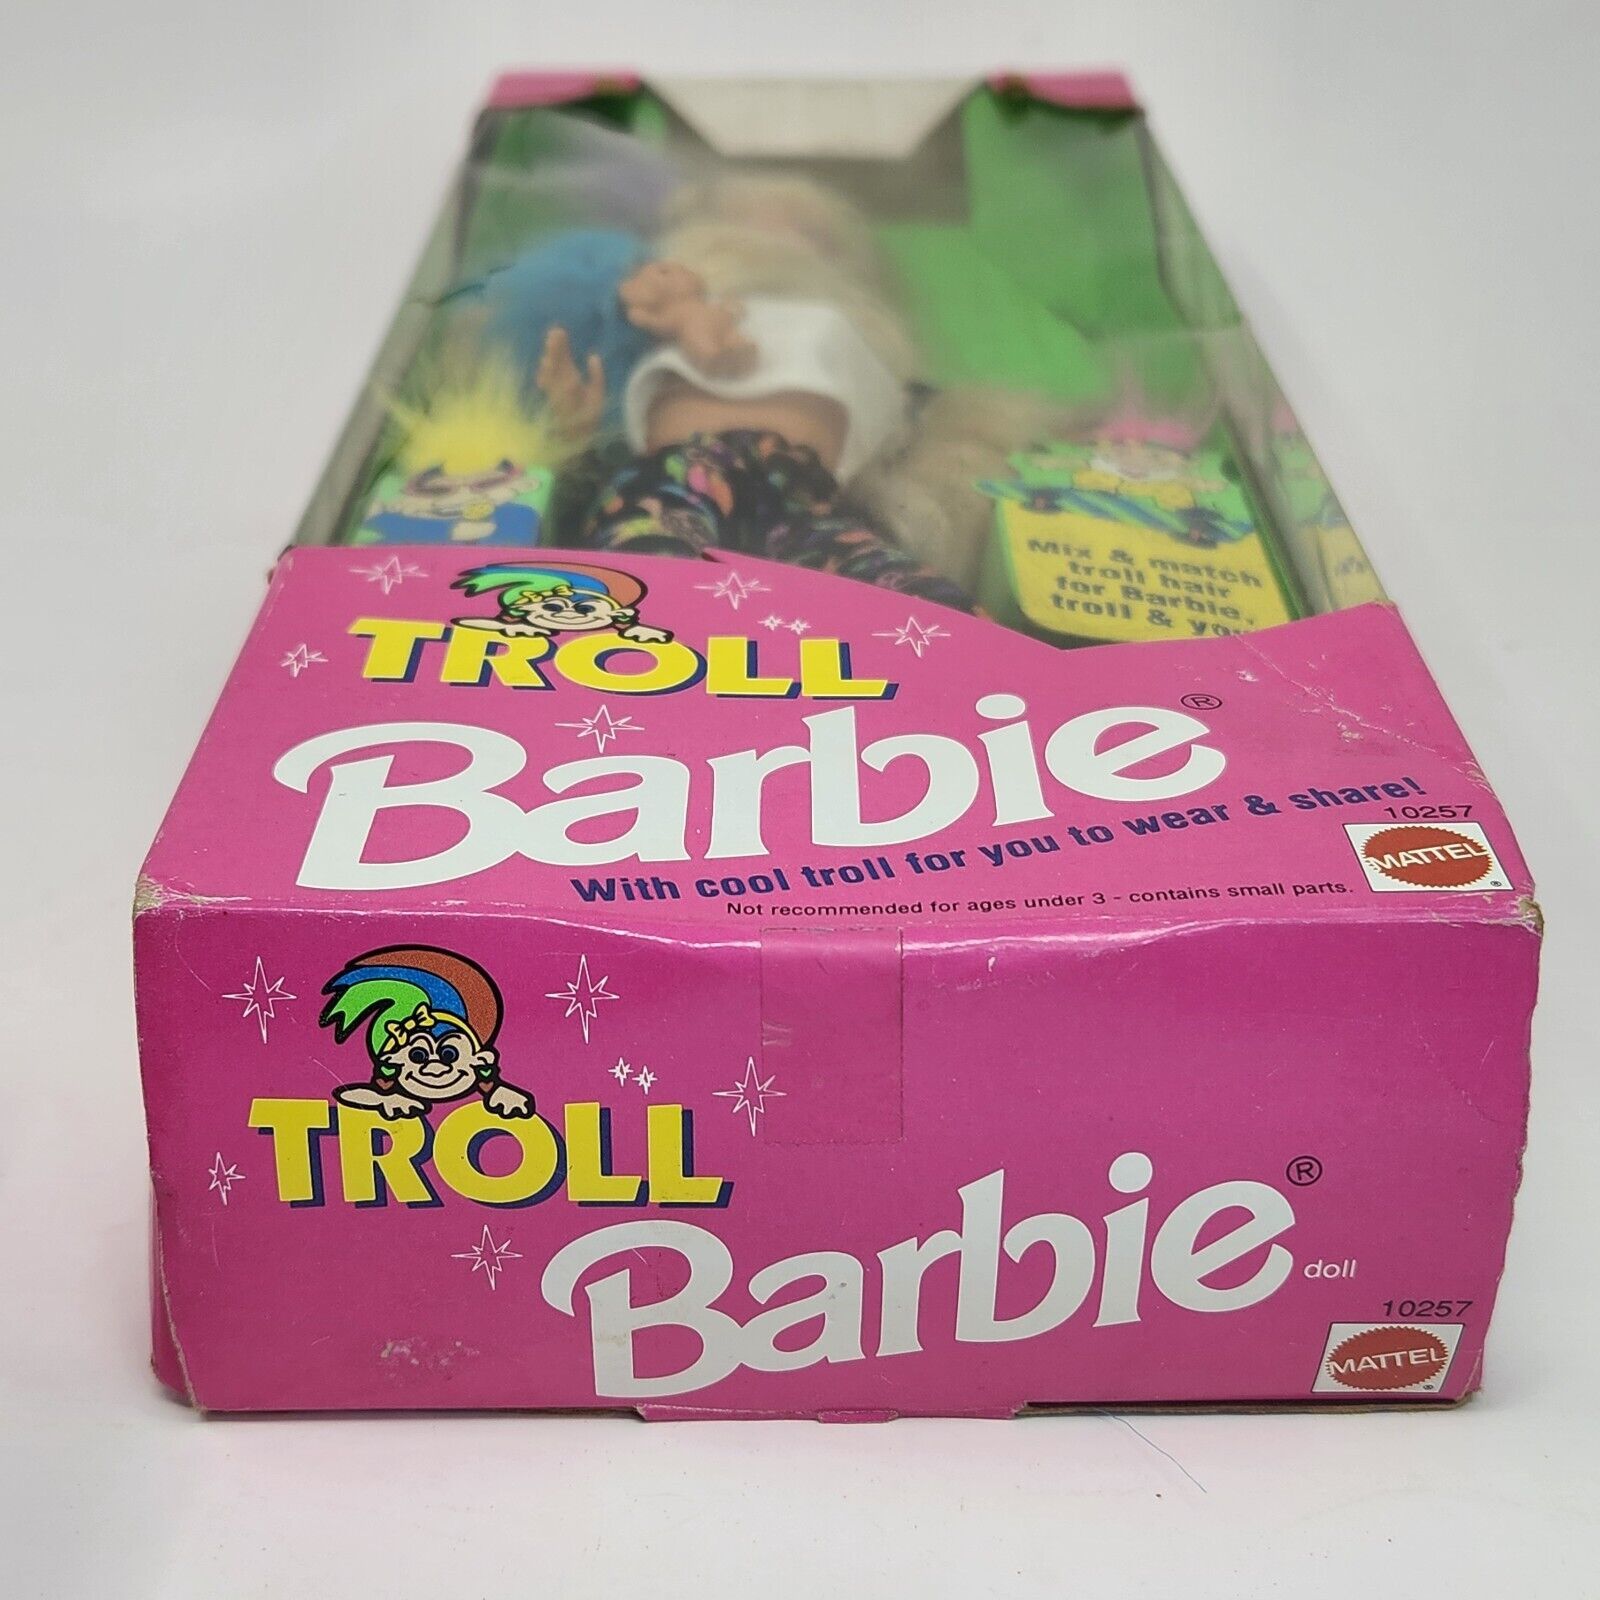 Mix & match
troll hair
for Barbie,
troll & you
TROLL
Barbie®
With cool troll for you to wear & share!
10257
Not recommended for ages under 3 - contains small parts.
MATTEL®
TROLL
Barbie®
doll
10257
MATTEL®